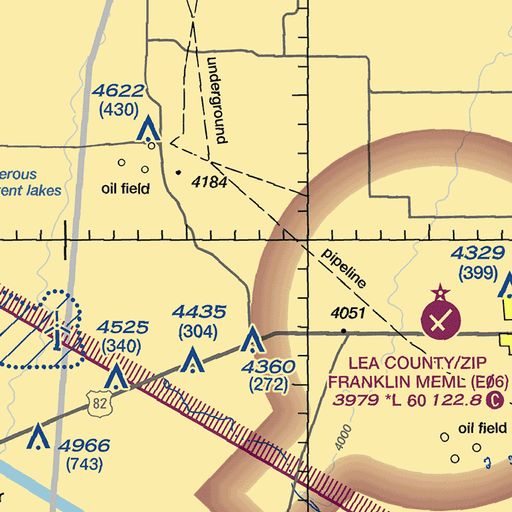 4622
(430)
underground
erous
ent lakes
oil field
4184
pipeline
4329
(399)
4051
4435
(304)
4525
(340)
4360
(272)
LEA COUNTY/ZIP
FRANKLIN MEML (EØ6)
3979 *L 60 122.8 C
82
4000
4966
(743)
oil field
r